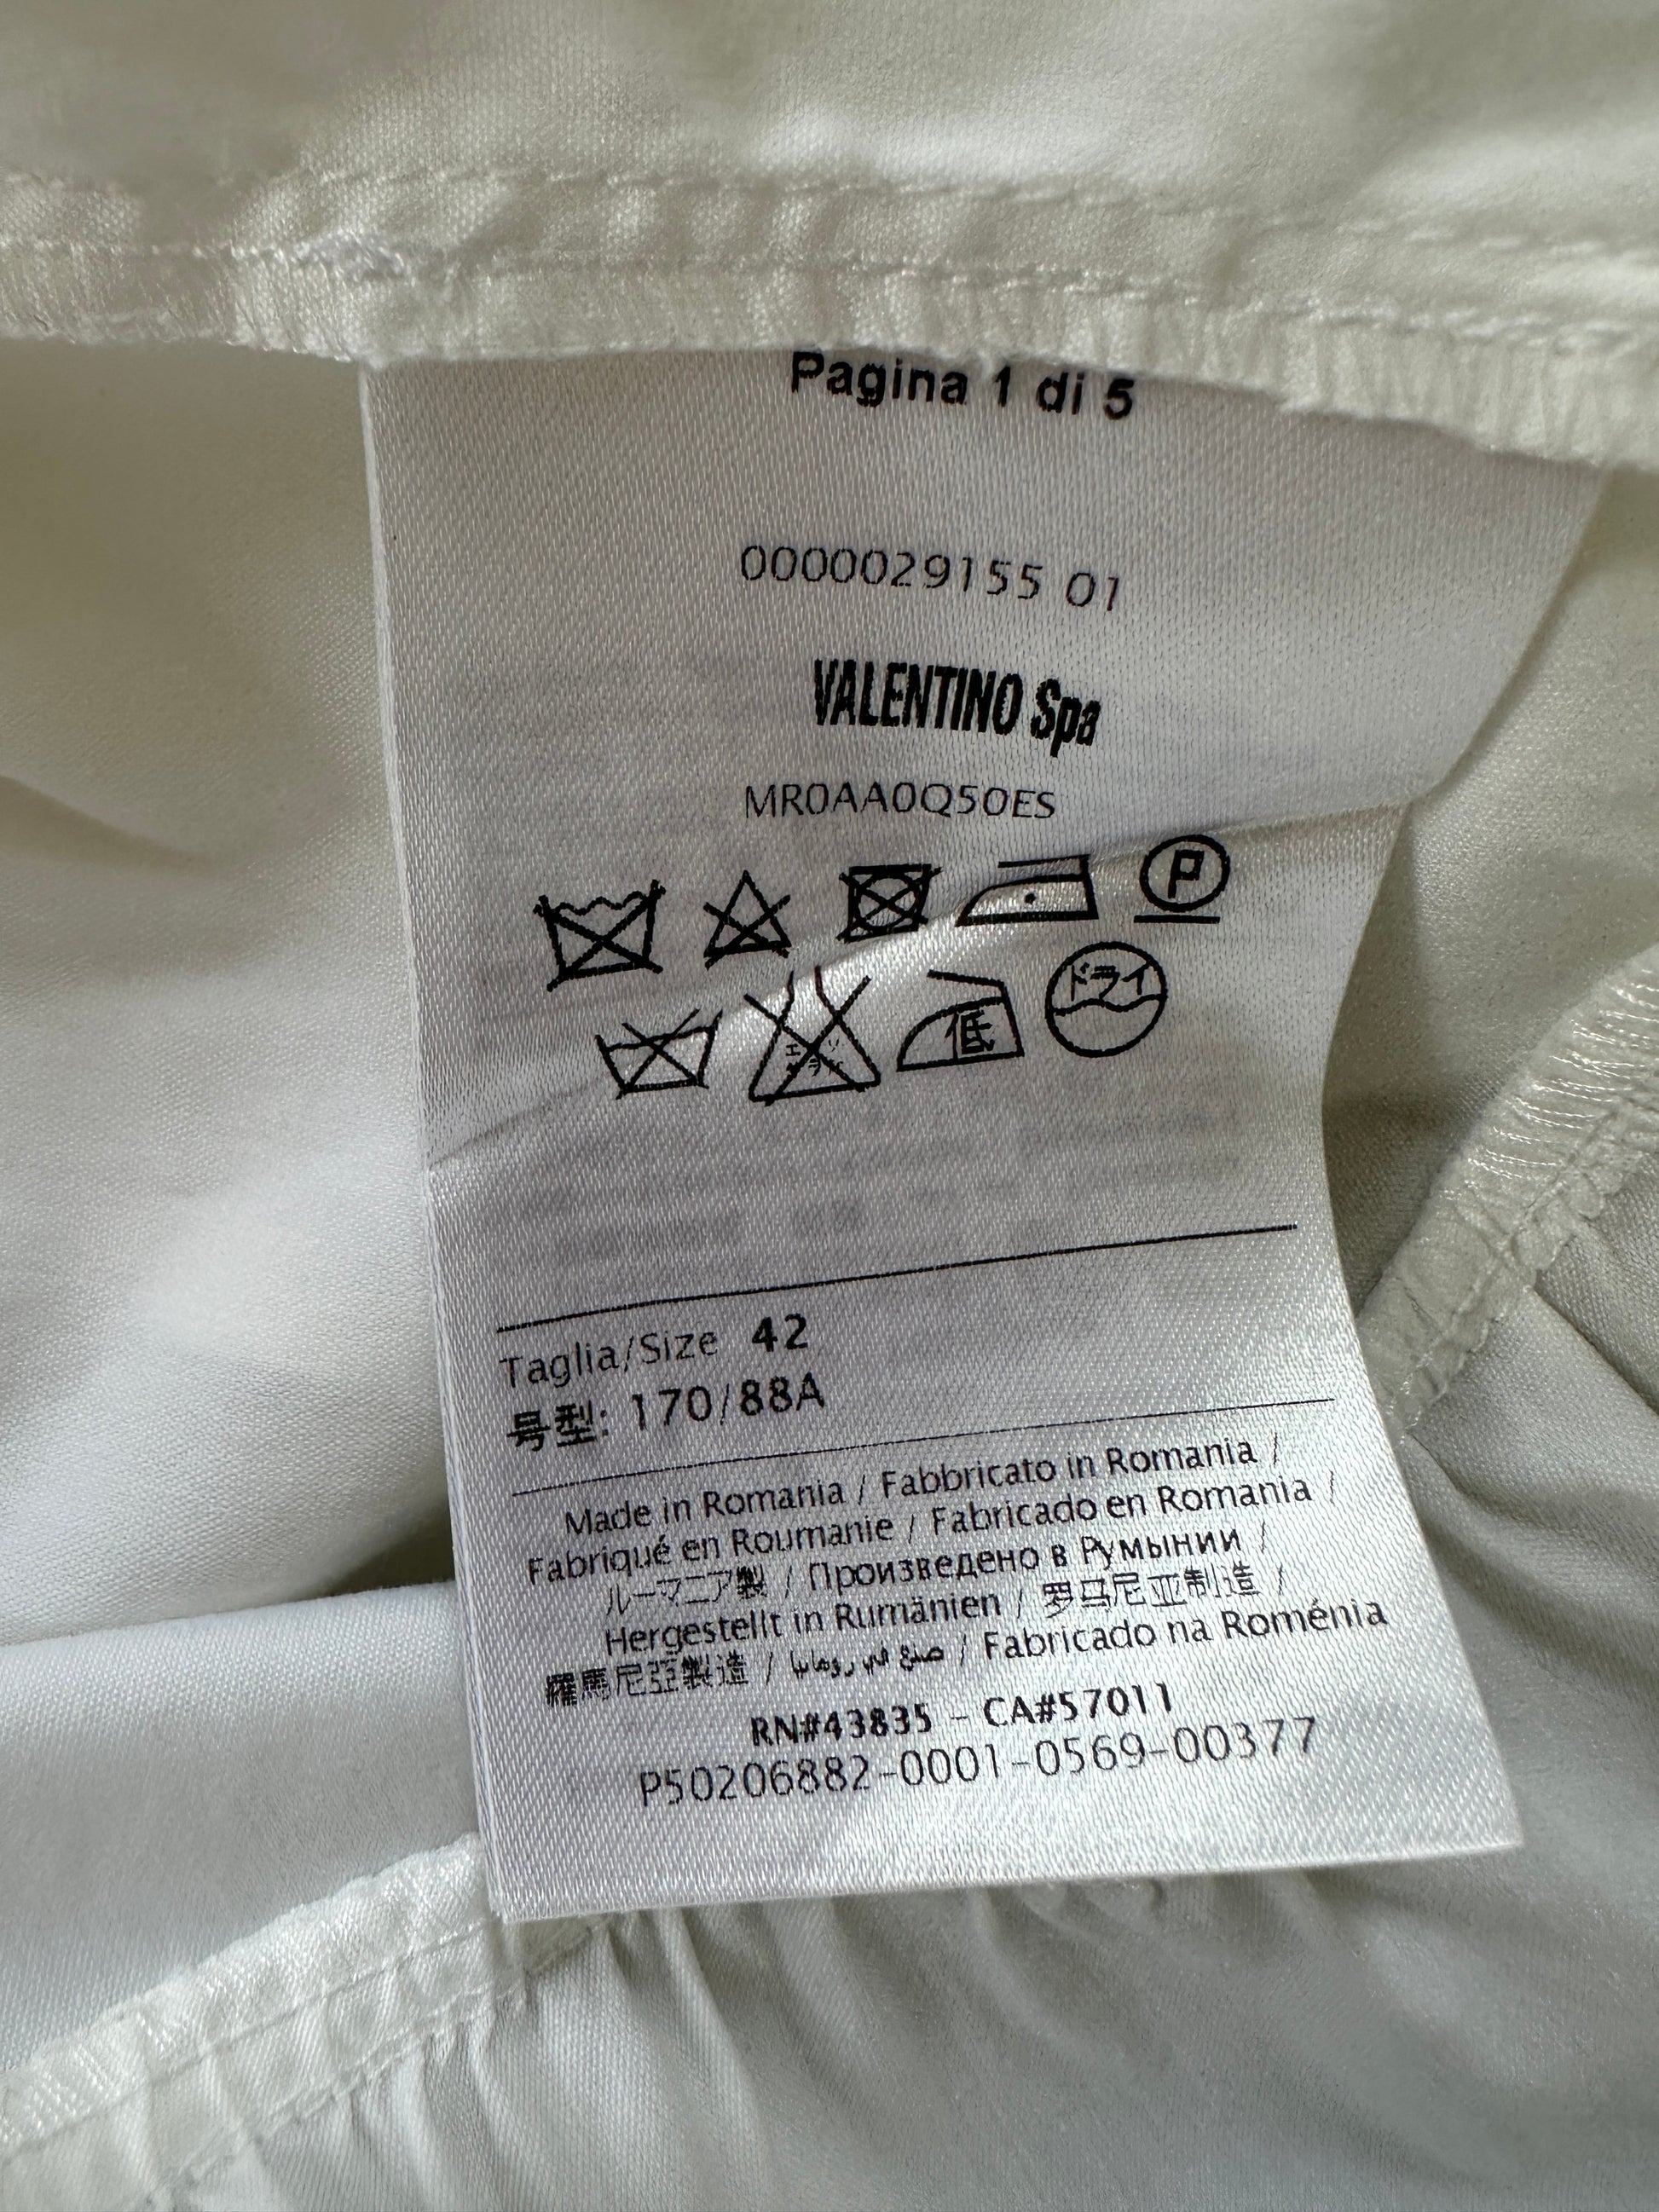 Pagina 1 di 5
0000029155 01
VALENTINO Spa
MR0AA0Q50ES
P
低 ドライ
Taglia/Size 42
号型: 170/88A
Made in Romania / Fabbricato in Romania /
Fabriqué en Roumanie / Fabricado en Romania /
ルーマニア製 / Произведено в Румынии /
Hergestellt in Rumänien / 罗马尼亚制造 /
羅馬尼亞製造 / صنع في رومانيا / Fabricado na Roménia
RN#43835 - CA#57011
P50206882-0001-0569-00377